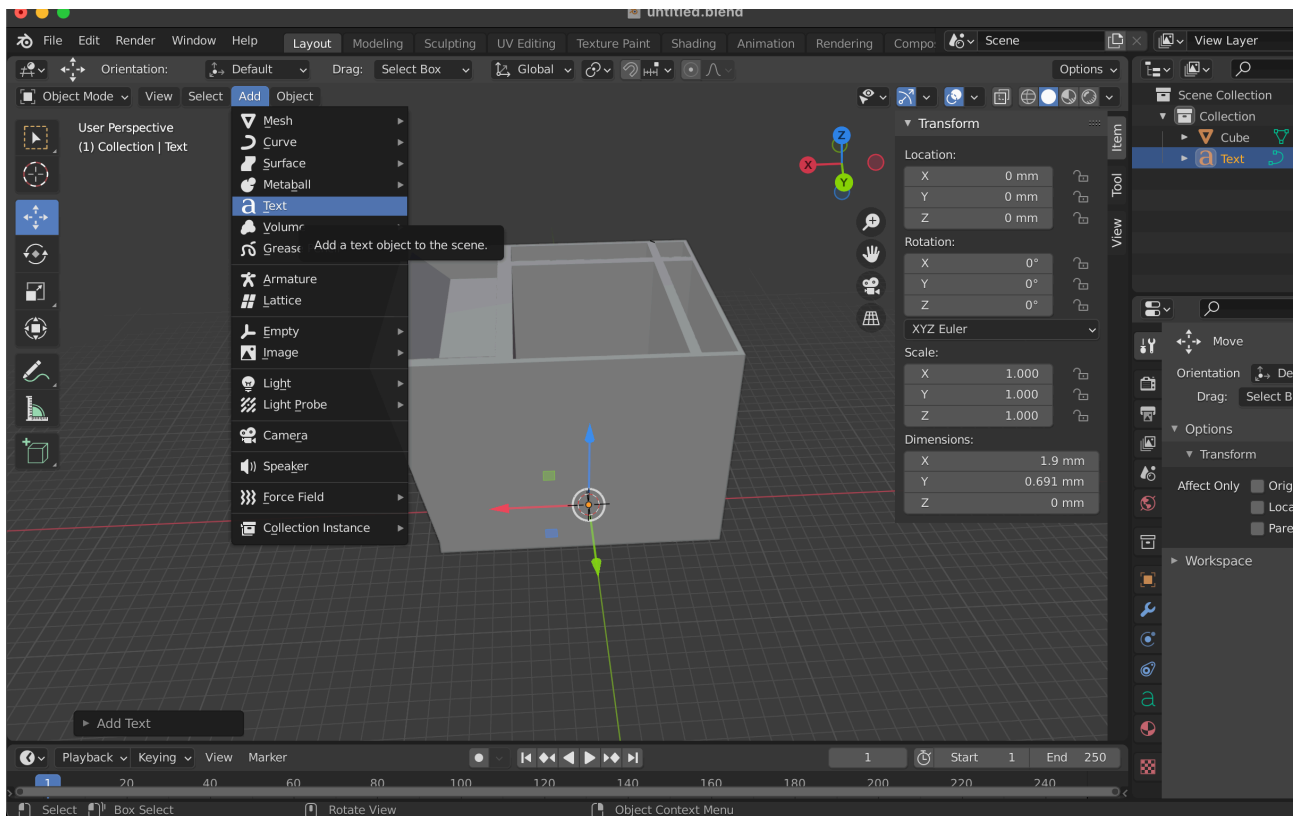 untitled.blend
File Edit Render Window Help Layout Modeling Sculpting UV Editing Texture Paint Shading Animation Rendering Compo Scene View Layer
Orientation: Default Drag: Select Box Global Options
Object Mode View Select Add Object
User Perspective
(1) Collection | Text
Mesh
Curve
Surface
Metaball
Text
Volume
Grease
Add a text object to the scene.
Armature
Lattice
Empty
Image
Light
Light Probe
Camera
Speaker
Force Field
Collection Instance
Z
X
Y
Transform
Location:
X 0 mm
Y 0 mm
Z 0 mm
Rotation:
X 0°
Y 0°
Z 0°
XYZ Euler
Scale:
X 1.000
Y 1.000
Z 1.000
Dimensions:
X 1.9 mm
Y 0.691 mm
Z 0 mm
Item
Tool
View
Scene Collection
Collection
Cube
Text
Move
Orientation De
Drag: Select B
Options
Transform
Affect Only Orig
Loca
Pare
Workspace
Add Text
Playback Keying View Marker 1 Start 1 End 250
1 20 40 60 80 100 120 140 160 180 200 220 240
Select Box Select Rotate View Object Context Menu